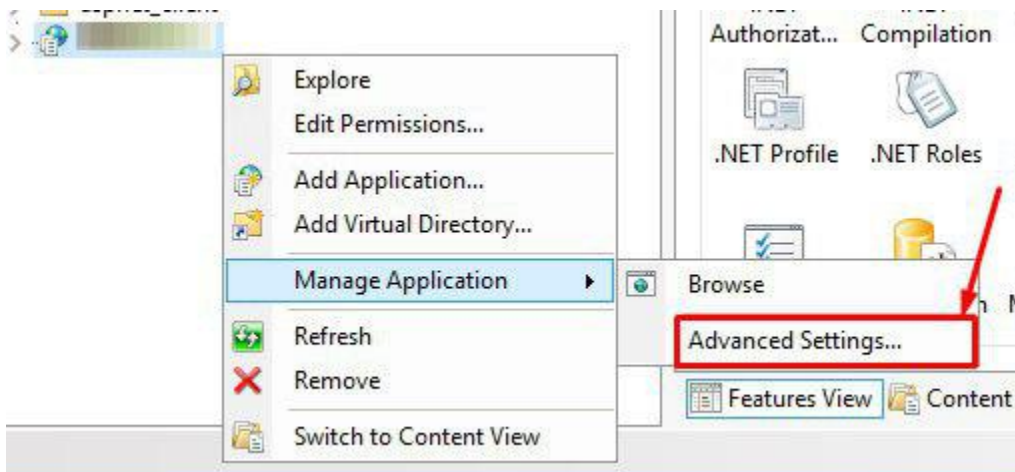 Authorizat... Compilation
Explore
Edit Permissions...
.NET Profile .NET Roles
Add Application...
Add Virtual Directory...
Manage Application
Browse
Refresh
Advanced Settings...
Remove
Features View Content
Switch to Content View